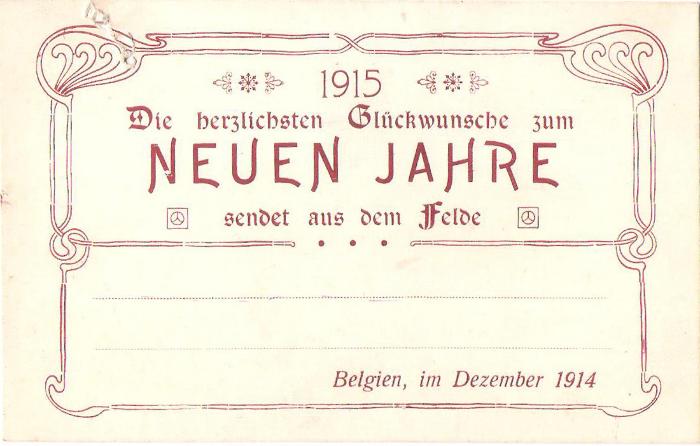 1915
Die herzlichsten Glückwunsche zum
NEUEN JAHRE
sendet aus dem Felde
Belgien, im Dezember 1914